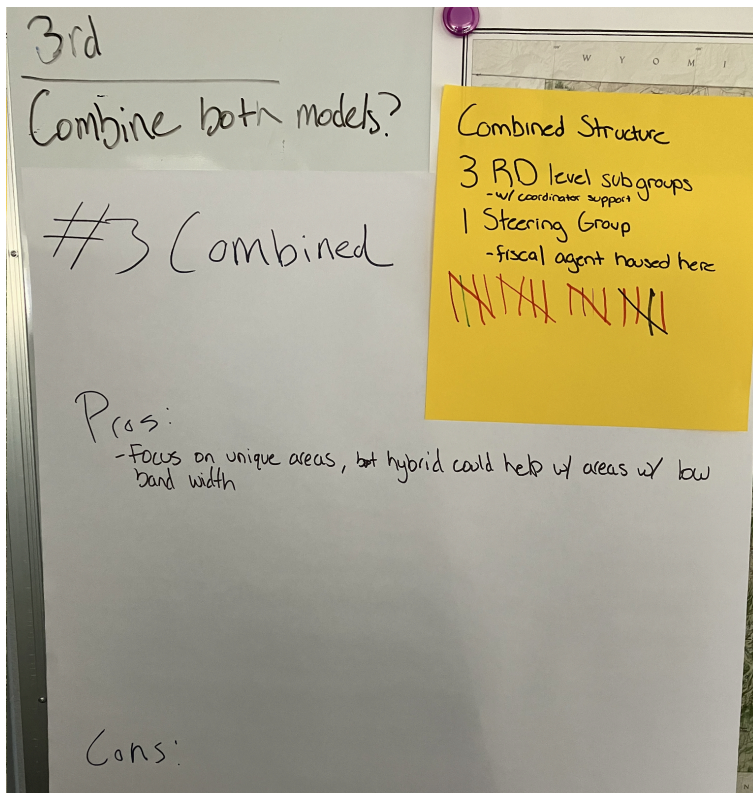 3rd
Combine both models?
W Y O M I
Combined Structure
3 RD level subgroups
-w/ coordinator support
1 Steering Group
-fiscal agent housed here
#3 Combined
Pros:
-Focus on unique areas, but hybrid could help w/ areas w/ low
band width
Cons: